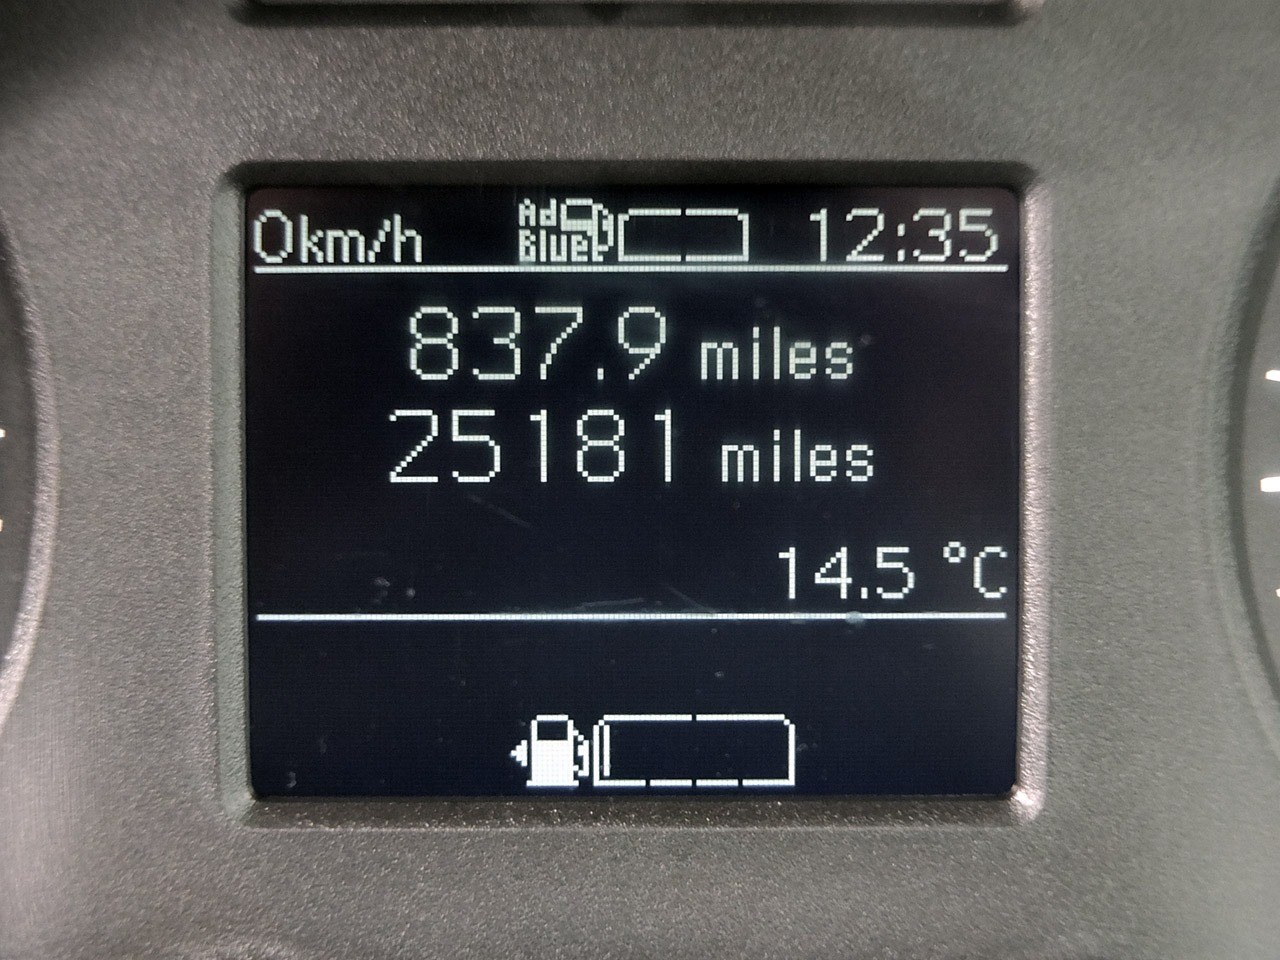 0km/h Ad Blue 12:35
837.9 miles
25181 miles
14.5 °C